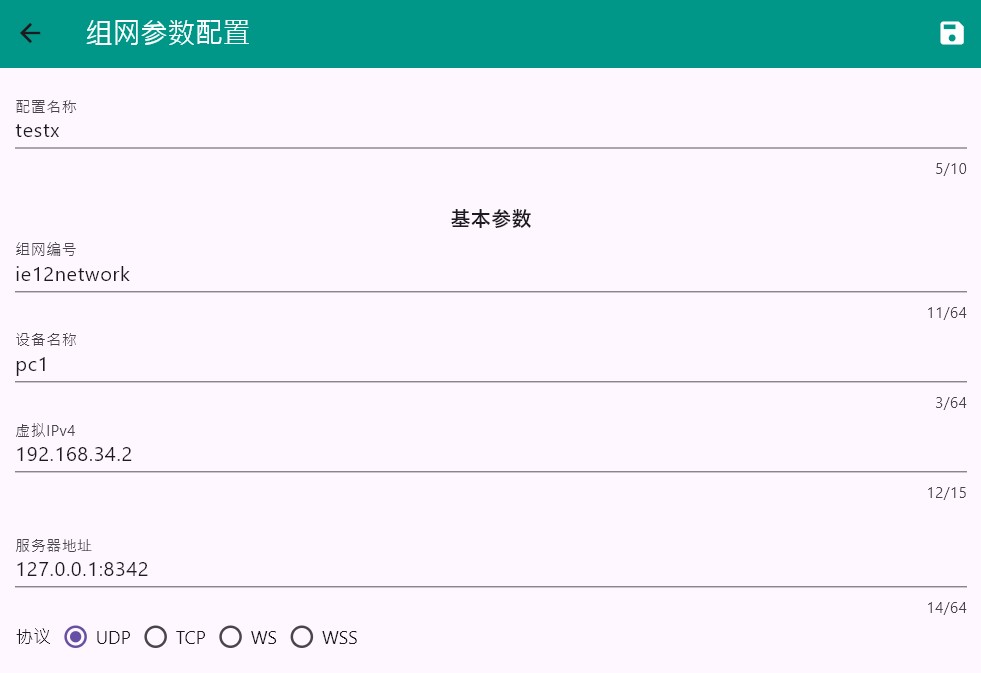 组网参数配置
配置名称
testx
5/10
基本参数
组网编号
ie12network
11/64
设备名称
pc1
3/64
虚拟IPv4
192.168.34.2
12/15
服务器地址
127.0.0.1:8342
14/64
协议 UDP TCP WS WSS